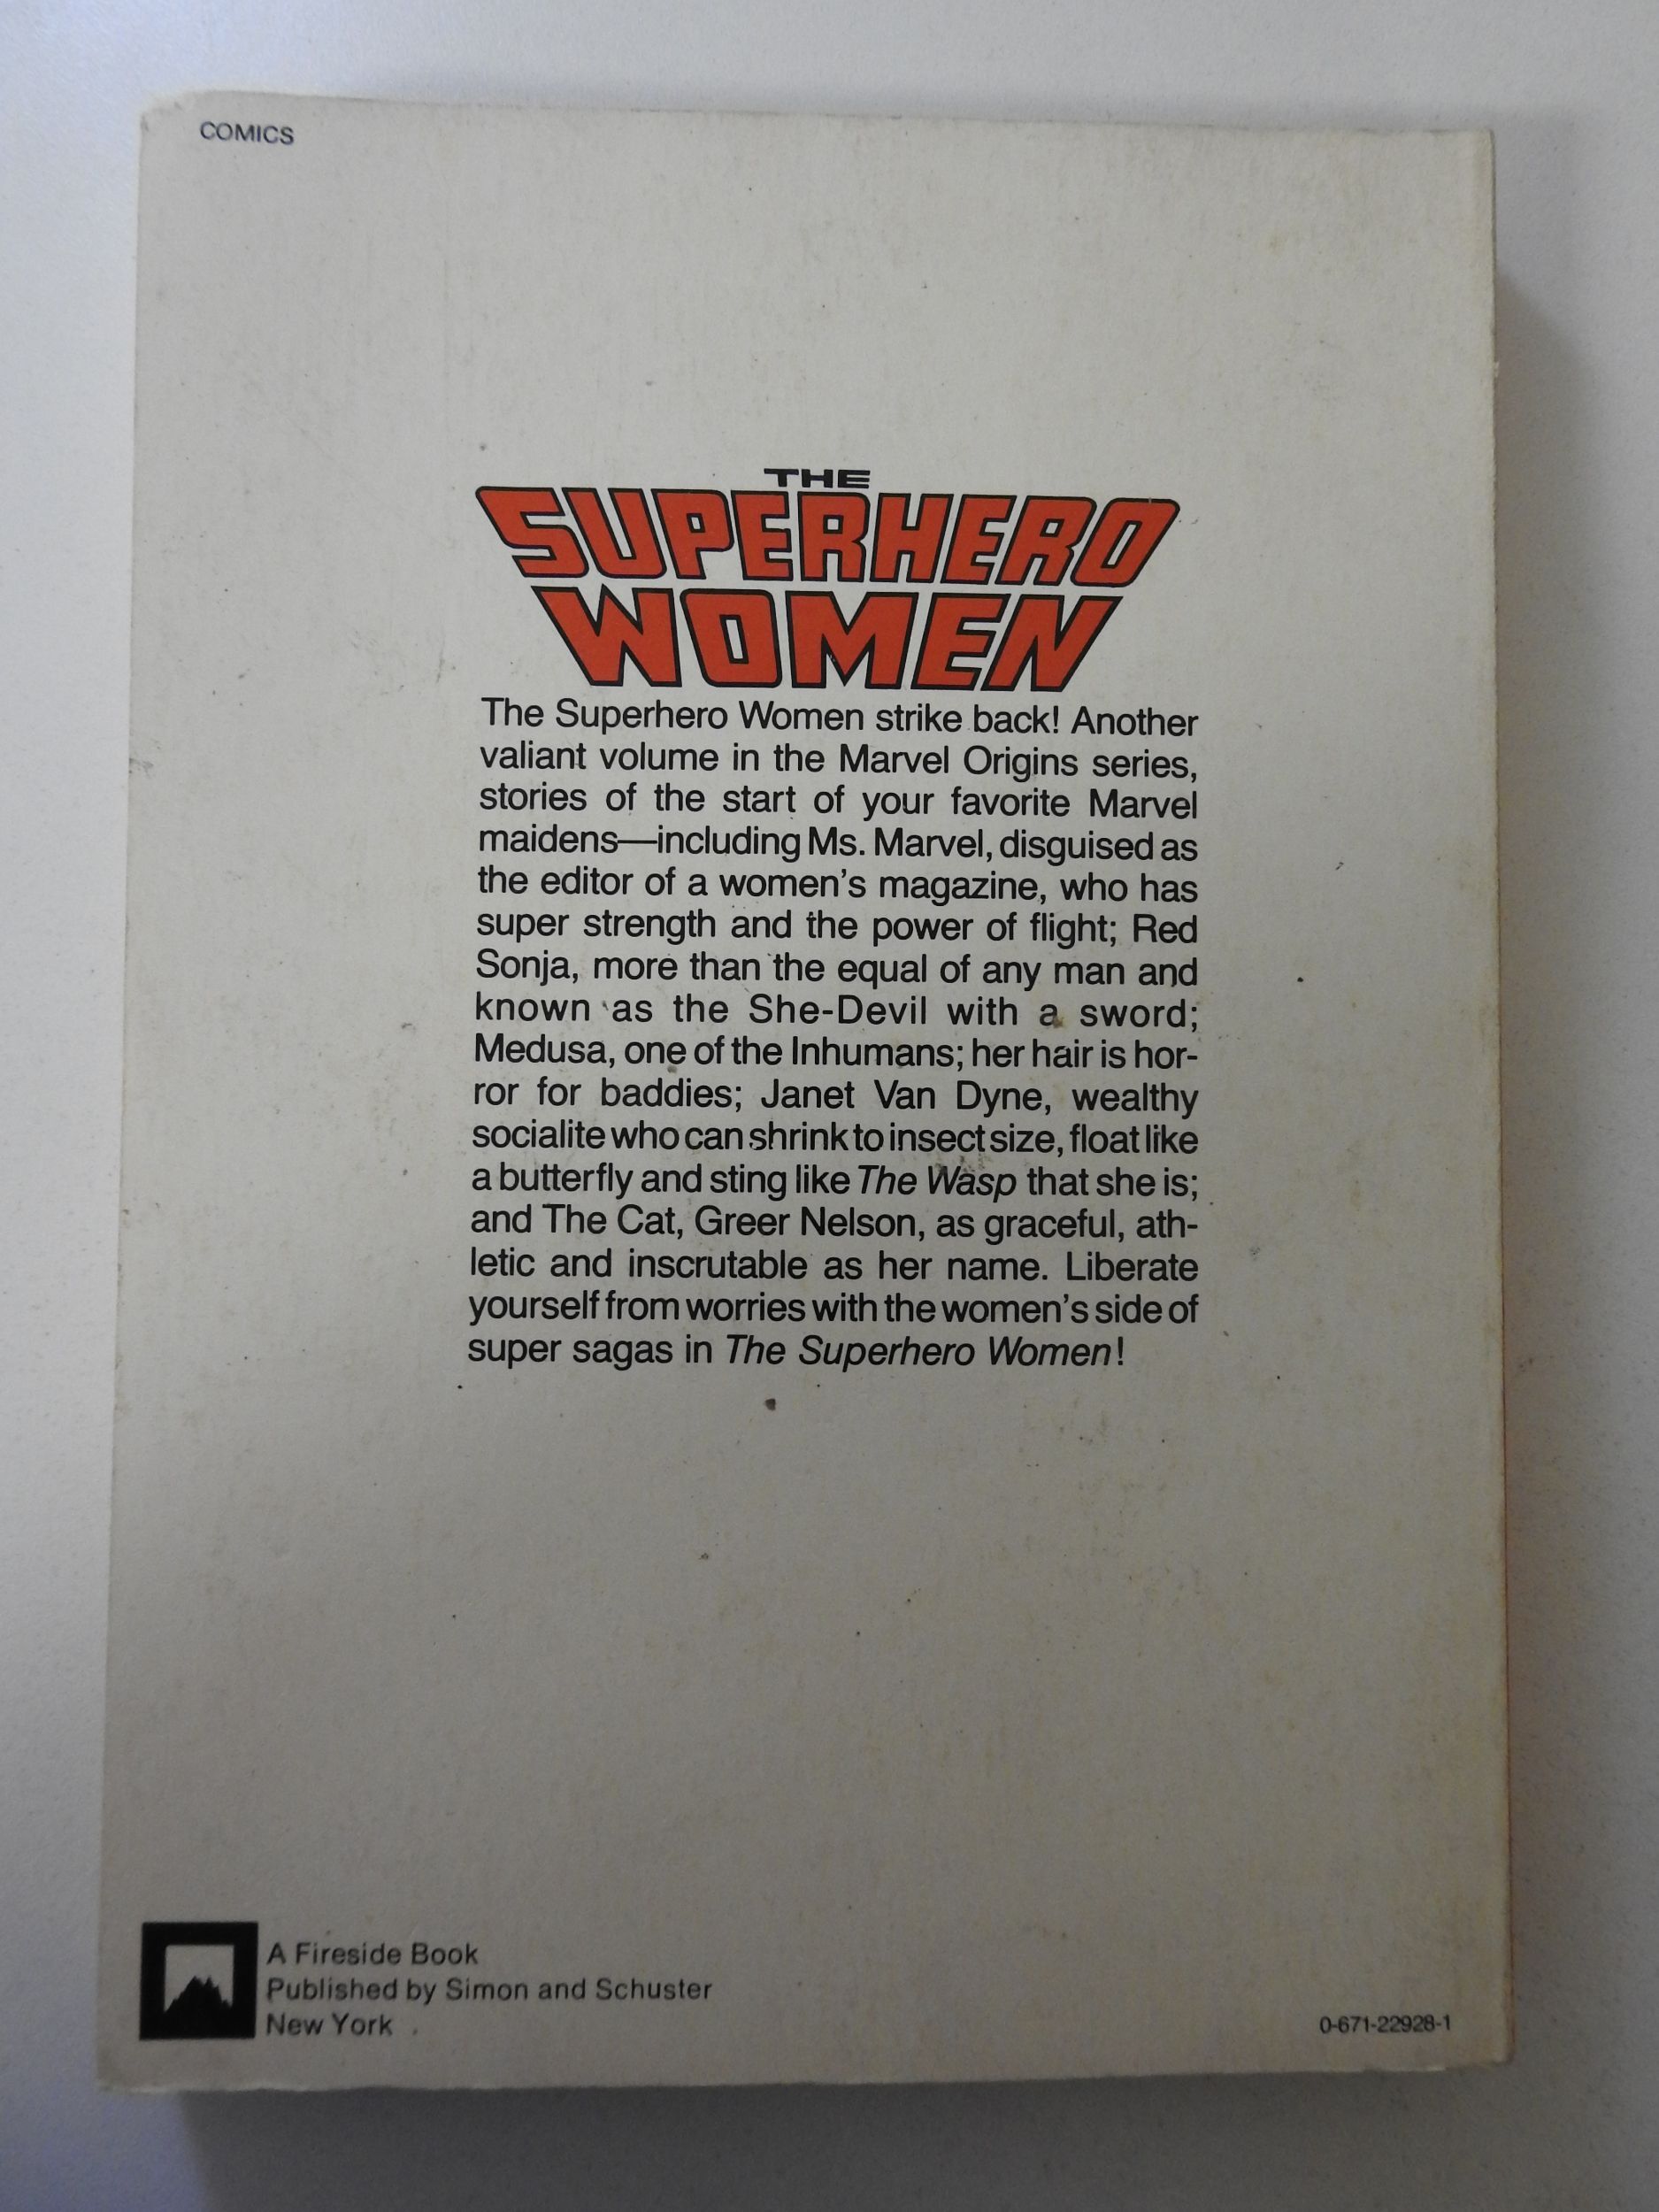 COMICS
THE
SUPERHERO
WOMEN
The Superhero Women strike back! Another
valiant volume in the Marvel Origins series,
stories of the start of your favorite Marvel
maidens—including Ms. Marvel, disguised as
the editor of a women's magazine, who has
super strength and the power of flight; Red
Sonja, more than the equal of any man and
known as the She-Devil with a sword;
Medusa, one of the Inhumans; her hair is hor-
ror for baddies; Janet Van Dyne, wealthy
socialite who can shrink to insect size, float like
a butterfly and sting like The Wasp that she is;
and The Cat, Greer Nelson, as graceful, ath-
letic and inscrutable as her name. Liberate
yourself from worries with the women's side of
super sagas in The Superhero Women!
A Fireside Book
Published by Simon and Schuster
New York
0-671-22928-1